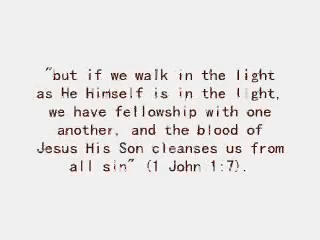 "but if we walk in the light
as He Himself is in the light,
we have fellowship with one
another, and the blood of
Jesus His Son cleanses us from
all sin" (1 John 1:7).